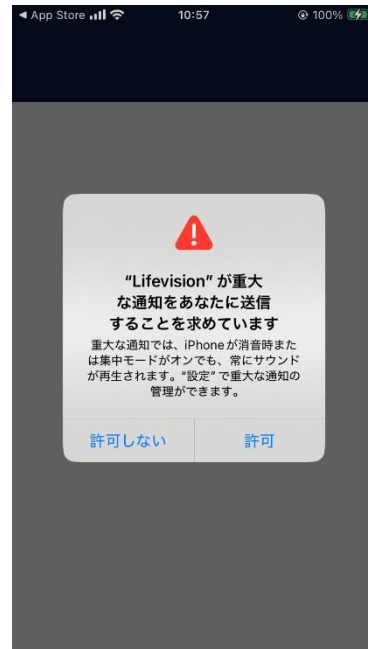 ◀ App Store 10:57 100%
"Lifevision" が重大
な通知をあなたに送信
することを求めています
重大な通知では、iPhoneが消音時また
は集中モードがオンでも、常にサウンド
が再生されます。"設定" で重大な通知の
管理ができます。
許可しない 許可